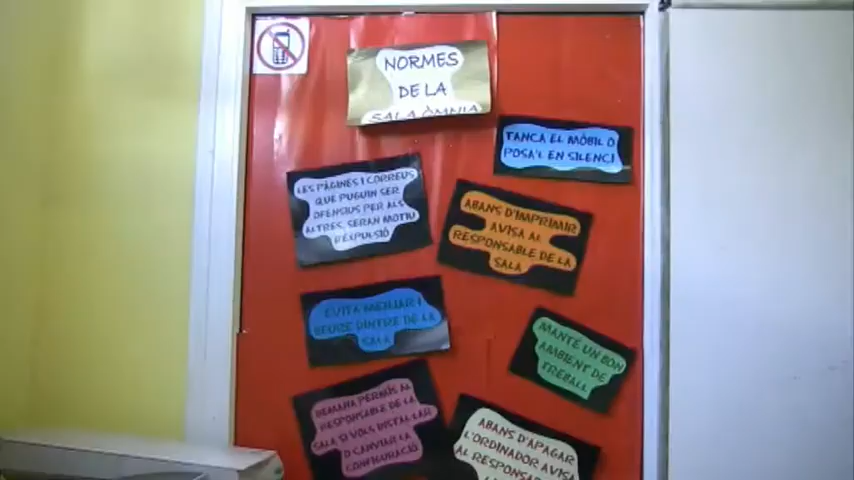 NORMES
DE LA
SALA ÒMNIA
TANCA EL MÒBIL O
POSA'L EN SILENCI
LES PÀGINES I CORREUS
QUE PUGUIN SER
OFENSIUS PER ALS
ALTRES, SERAN MOTIU
D'EXPULSIÓ
ABANS D'IMPRIMIR
AVISA AL
RESPONSABLE DE LA
SALA
EVITA MENJAR I
BEURE DINTRE DE LA
SALA
MANTÉ UN BON
AMBIENT DE
TREBALL
DEMANA PERMÍS AL
RESPONSABLE DE LA
SALA SI VOLS INSTAL·LAR
O CANVIAR LA
CONFIGURACIÓ
ABANS D'APAGAR
L'ORDINADOR AVISA
AL RESPONSABLE